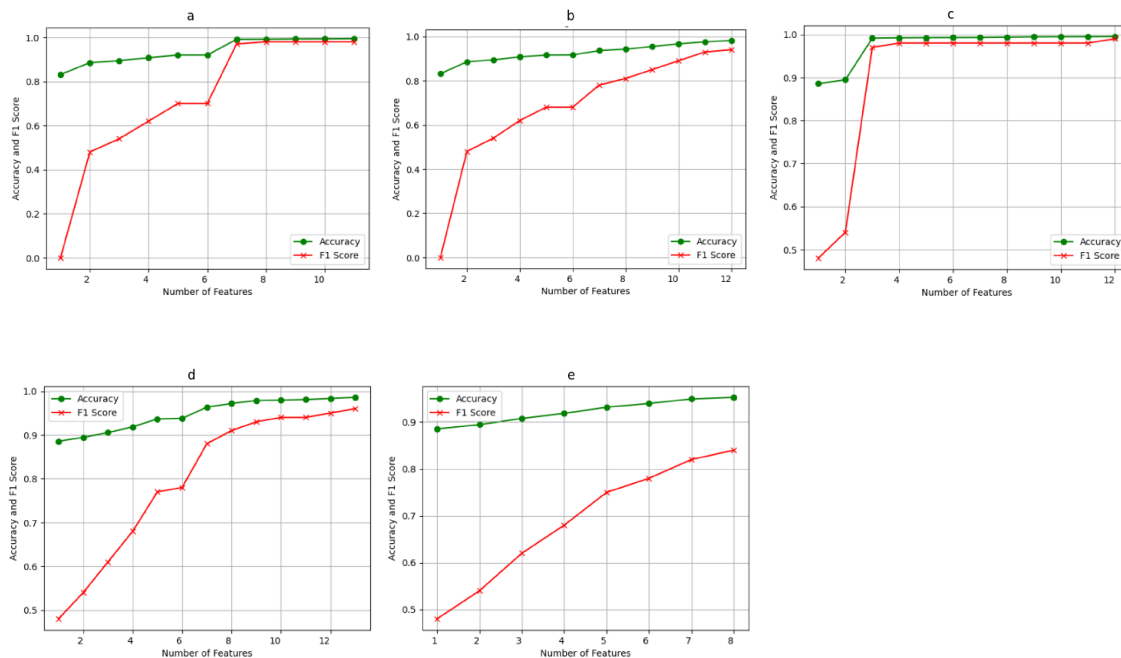 a
1.0
0.8
0.6
0.4
0.2
0.0
Accuracy and F1 Score
2 4 6 8 10
Number of Features
Accuracy
F1 Score
b
1.0
0.8
0.6
0.4
0.2
0.0
Accuracy and F1 Score
2 4 6 8 10 12
Number of Features
Accuracy
F1 Score
c
1.0
0.9
0.8
0.7
0.6
0.5
Accuracy and F1 Score
2 4 6 8 10 12
Number of Features
Accuracy
F1 Score
d
1.0
0.9
0.8
0.7
0.6
0.5
Accuracy and F1 Score
2 4 6 8 10 12
Number of Features
Accuracy
F1 Score
e
0.9
0.8
0.7
0.6
0.5
Accuracy and F1 Score
1 2 3 4 5 6 7 8
Number of Features
Accuracy
F1 Score